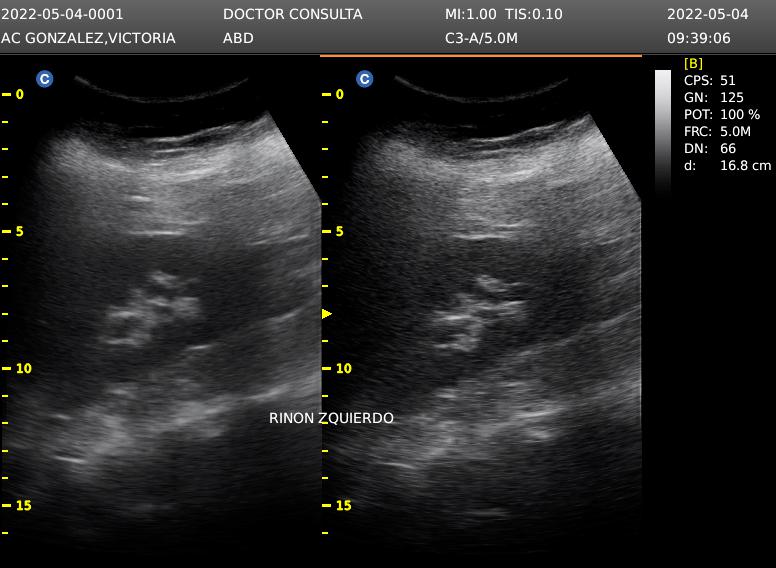 2022-05-04-0001 DOCTOR CONSULTA MI:1.00 TIS:0.10 2022-05-04
AC GONZALEZ,VICTORIA ABD C3-A/5.0M 09:39:06
[B]
C C
CPS: 51
0 0
GN: 125
POT: 100 %
FRC: 5.0M
DN: 66
d: 16.8 cm
5 5
10 10
RINON ZQUIERDO
15 15